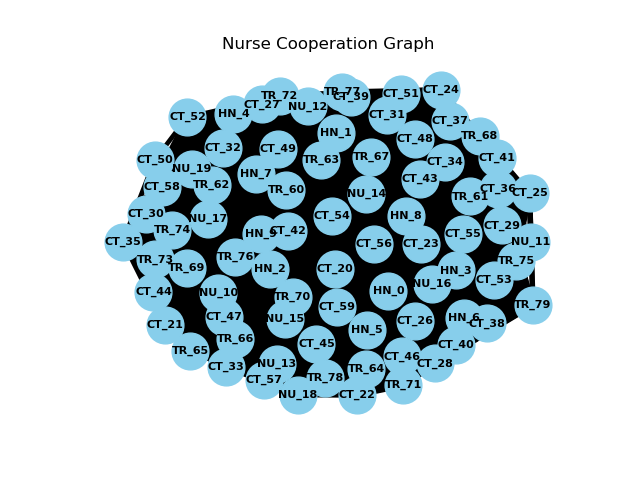 Nurse Cooperation Graph
CT_24
TR_77
CT_39
CT_51
TR_72
CT_27
NU_12
HN_4
CT_31
CT_52
CT_37
HN_1
TR_68
CT_48
CT_32
CT_49
TR_67
CT_41
CT_50
TR_63
CT_34
NU_19
HN_7
CT_43
TR_62
CT_58
TR_60
CT_36
CT_25
NU_14
TR_61
CT_30
NU_17
CT_54
HN_8
CT_29
TR_74
HN_9
CT_42
CT_55
CT_35
CT_56
CT_23
NU_11
TR_76
TR_73
TR_75
TR_69
HN_2
CT_20
HN_3
CT_53
NU_16
CT_44
NU_10
TR_70
HN_0
CT_59
TR_79
CT_47
NU_15
CT_26
HN_6
CT_38
CT_21
HN_5
TR_66
CT_45
CT_40
TR_65
CT_46
CT_33
NU_13
CT_28
TR_64
CT_57
TR_78
TR_71
NU_18
CT_22